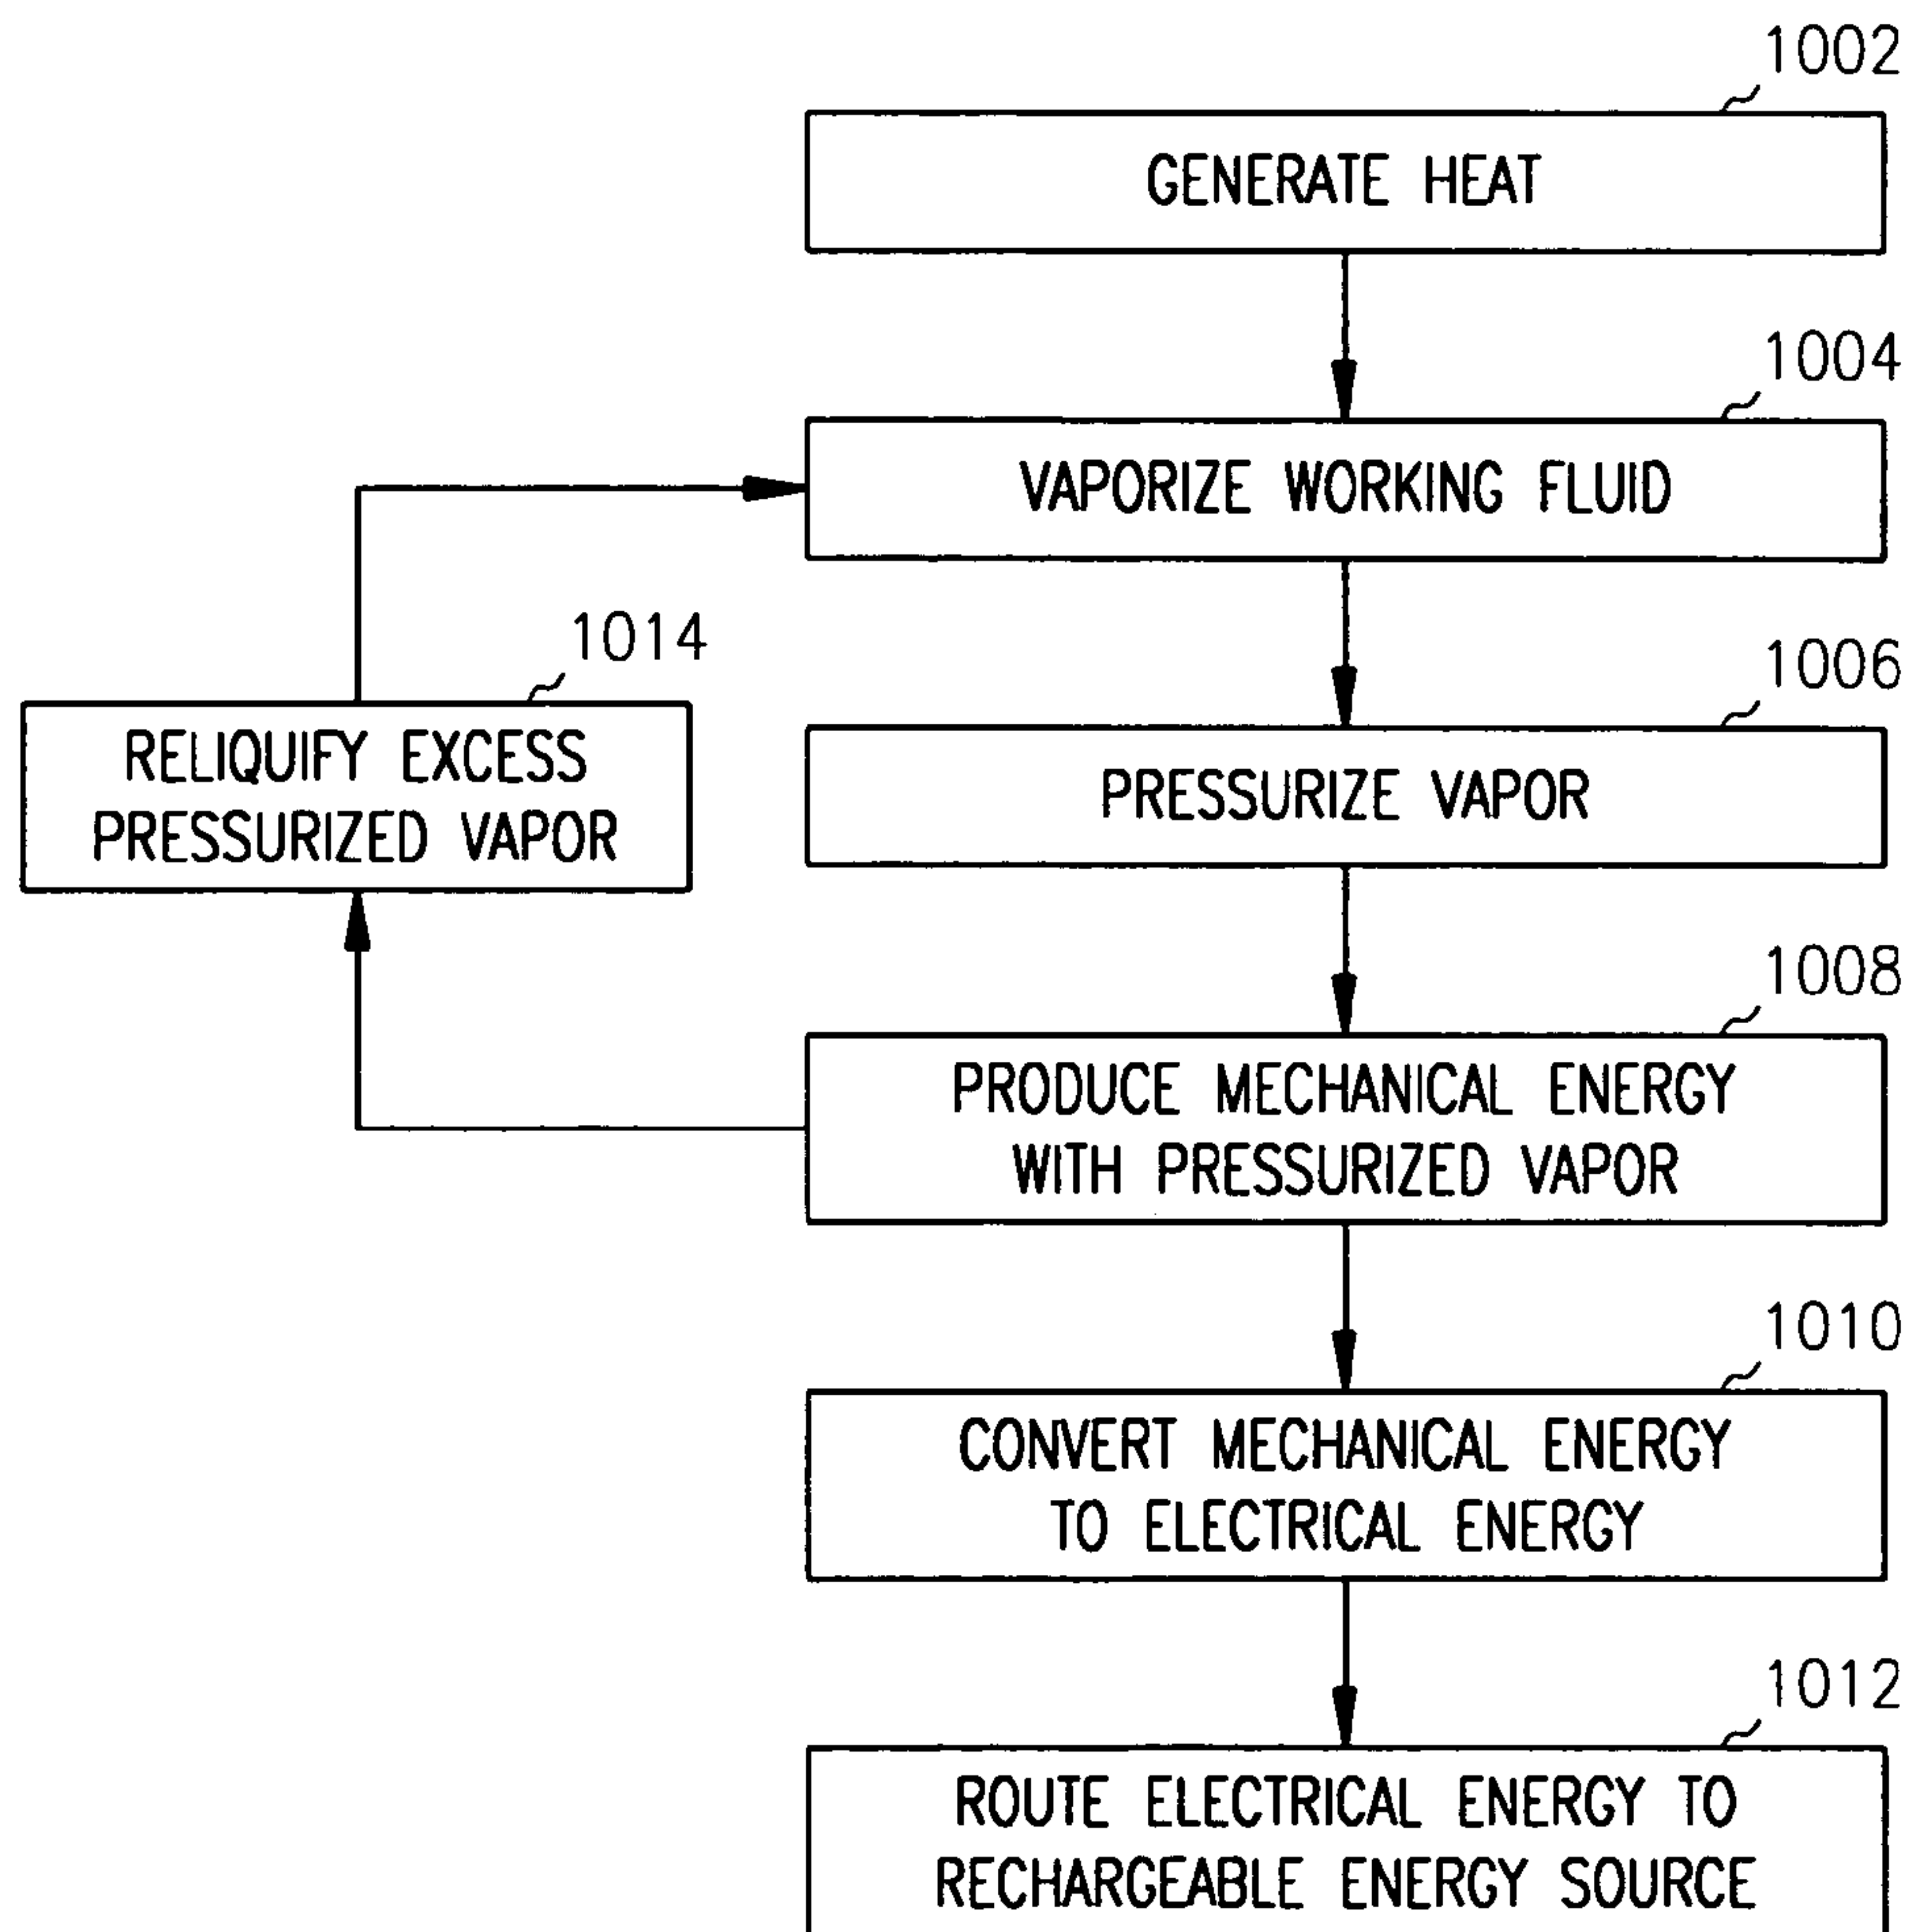 1002
GENERATE HEAT
1004
VAPORIZE WORKING FLUID
1014
RELIQUIFY EXCESS
PRESSURIZED VAPOR
1006
PRESSURIZE VAPOR
1008
PRODUCE MECHANICAL ENERGY
WITH PRESSURIZED VAPOR
1010
CONVERT MECHANICAL ENERGY
TO ELECTRICAL ENERGY
1012
ROUTE ELECTRICAL ENERGY TO
RECHARGEABLE ENERGY SOURCE